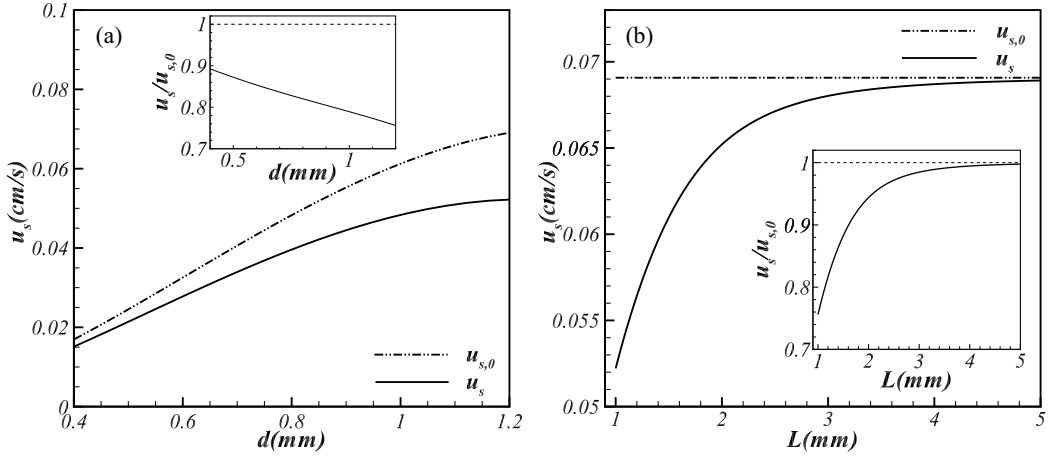 (a)
u_s(cm/s)
0.1
0.08
0.06
0.04
0.02
0
0.4
0.6
0.8
1
1.2
d(mm)
u_s,0
u_s
u_s/u_s,0
1
0.9
0.8
0.7
0.5
1
d(mm)
(b)
u_s(cm/s)
0.07
0.065
0.06
0.055
0.05
1
2
3
4
5
L(mm)
u_s,0
u_s
u_s/u_s,0
1
0.9
0.8
0.7
1
2
3
4
5
L(mm)